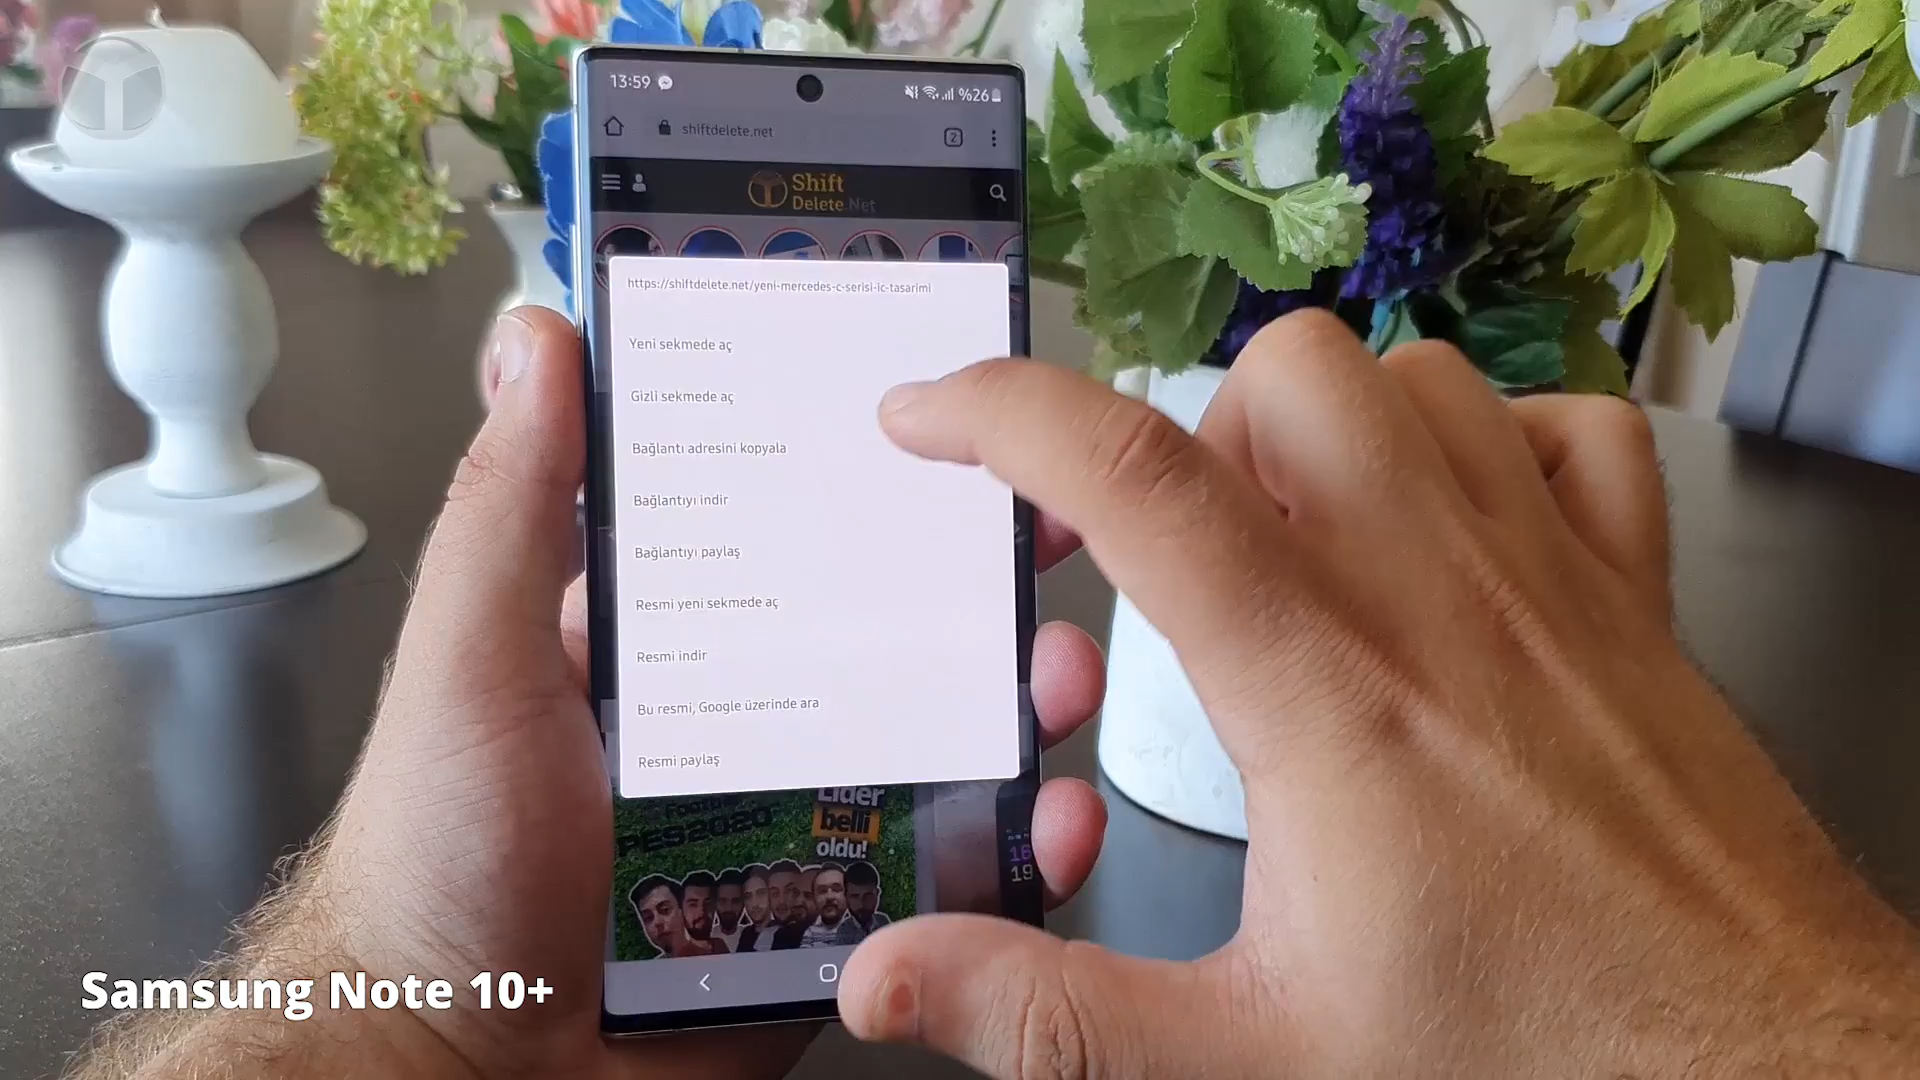 13:59
%26
shiftdelete.net
2
Shift
Delete.Net
https://shiftdelete.net/yeni-mercedes-c-serisi-ic-tasarimi
Yeni sekmede aç
Gizli sekmede aç
Bağlantı adresini kopyala
Bağlantıyı indir
Bağlantıyı paylaş
Resmi yeni sekmede aç
Resmi indir
Bu resmi, Google üzerinde ara
Resmi paylaş
PES2020
Lider
belli
oldu!
16
19
Samsung Note 10+